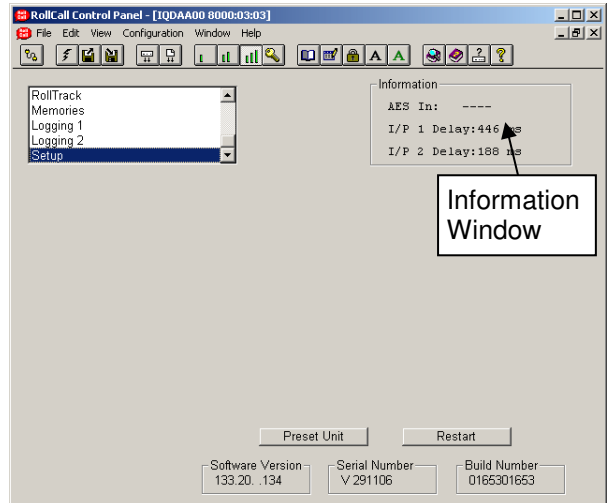 RollCall Control Panel - [IQDAA00 8000:03:03]
File Edit View Configuration Window Help
A A ?
RollTrack
Memories
Logging 1
Logging 2
Setup
Information
AES In: ----
I/P 1 Delay:446 ms
I/P 2 Delay:188 ms
Information
Window
Preset Unit
Restart
Software Version
133.20. .134
Serial Number
V 291106
Build Number
0165301653